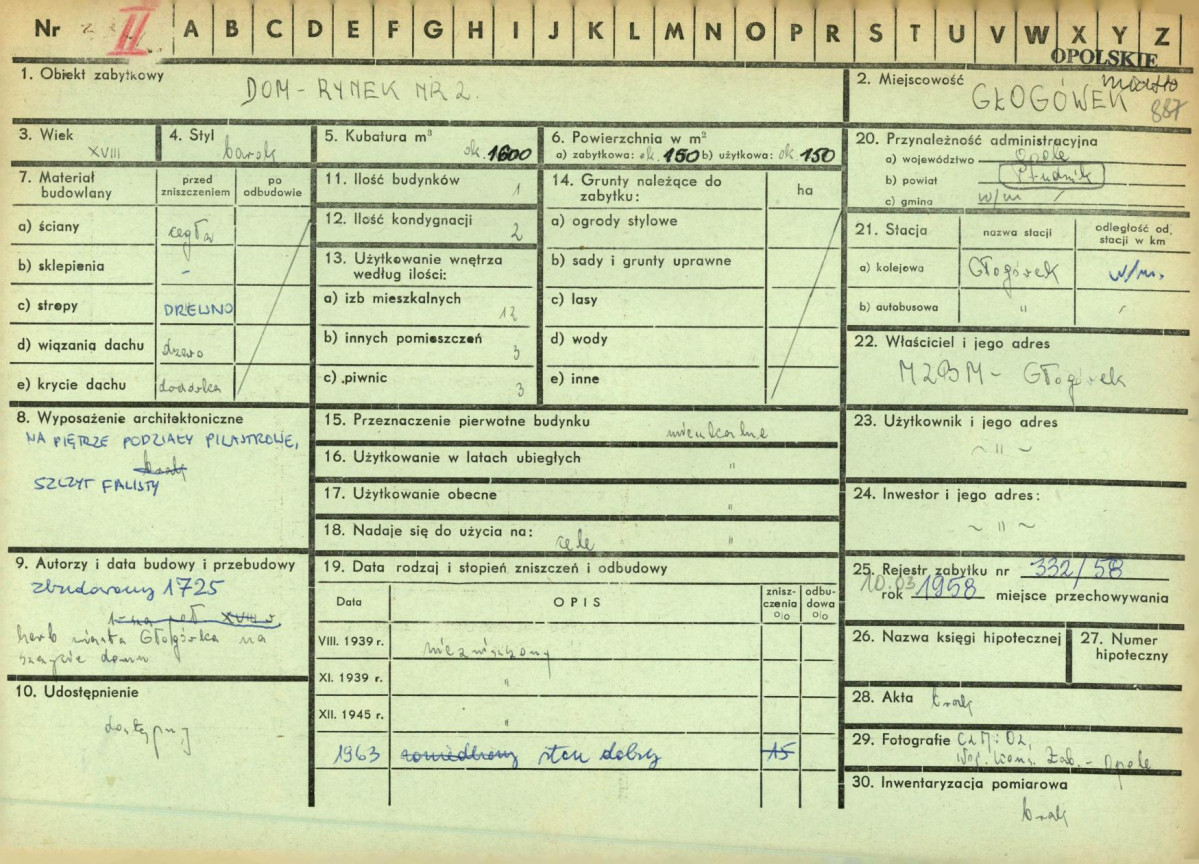 Nr II A B C D E F G H I J K L M N O P R S T U V W X Y Z
OPOLSKIE
1. Obiekt zabytkowy
DOM - RYNEK NR 2.
2. Miejscowość miasto
GŁOGÓWEK 887
3. Wiek
XVIII
4. Styl
barok
5. Kubatura m³
ok. 1600
6. Powierzchnia w m²
a) zabytkowa: ok. 150 b) użytkowa: ok 150
20. Przynależność administracyjna
a) województwo Opole
b) powiat Prudnik
c) gmina w/m
7. Materiał budowlany
przed zniszczeniem
po odbudowie
a) ściany cegła
b) sklepienia -
c) stropy DREWNO
d) wiązania dachu drzewo
e) krycie dachu dachówka
11. Ilość budynków 1
12. Ilość kondygnacji 2
13. Użytkowanie wnętrza
według ilości:
a) izb mieszkalnych 12
b) innych pomieszczeń 3
c) piwnic 3
14. Grunty należące do
zabytku:
ha
a) ogrody stylowe
b) sady i grunty uprawne
c) lasy
d) wody
e) inne
21. Stacja
nazwa stacji
odległość od stacji w km
a) kolejowa Głogówek w/m.
b) autobusowa "
22. Właściciel i jego adres
MZBM - Głogówek
8. Wyposażenie architektoniczne
NA PIĘTRZE PODZIAŁY PILASTROWE,
brak
SZCZYT FALISTY
15. Przeznaczenie pierwotne budynku
mieszkalne
16. Użytkowanie w latach ubiegłych "
17. Użytkowanie obecne "
18. Nadaje się do użycia na: cele "
23. Użytkownik i jego adres
~ " ~
24. Inwestor i jego adres:
~ " ~
9. Autorzy i data budowy i przebudowy
zbudowany 1725
XVIII w
herb miasta Głogówka na
szczycie domu
10. Udostępnienie
dostępny
19. Data rodzaj i stopień zniszczeń i odbudowy
Data
OPIS
znisz-
czenia
o/o
odbu-
dowa
o/o
VIII. 1939 r. niezniszczony
XI. 1939 r. "
XII. 1945 r. "
1963 zaniedbany stan dobry 15
25. Rejestr zabytku nr 332/58
10.03
rok 1958 miejsce przechowywania
26. Nazwa księgi hipotecznej
27. Numer
hipoteczny
28. Akta brak
29. Fotografie CZMiOZ,
Woj. Kons. Zab. - Opole
30. Inwentaryzacja pomiarowa
brak